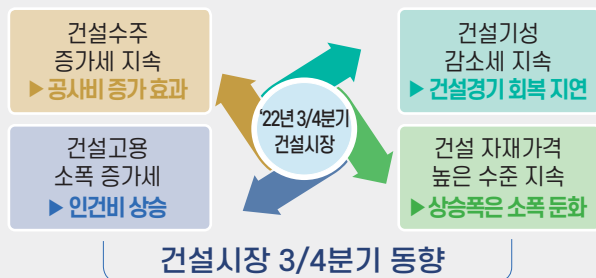 건설수주
증가세 지속
▶ 공사비 증가 효과
건설기성
감소세 지속
▶ 건설경기 회복 지연
‘22년 3/4분기
건설시장
건설고용
소폭 증가세
▶ 인건비 상승
건설 자재가격
높은 수준 지속
▶ 상승폭은 소폭 둔화
건설시장 3/4분기 동향